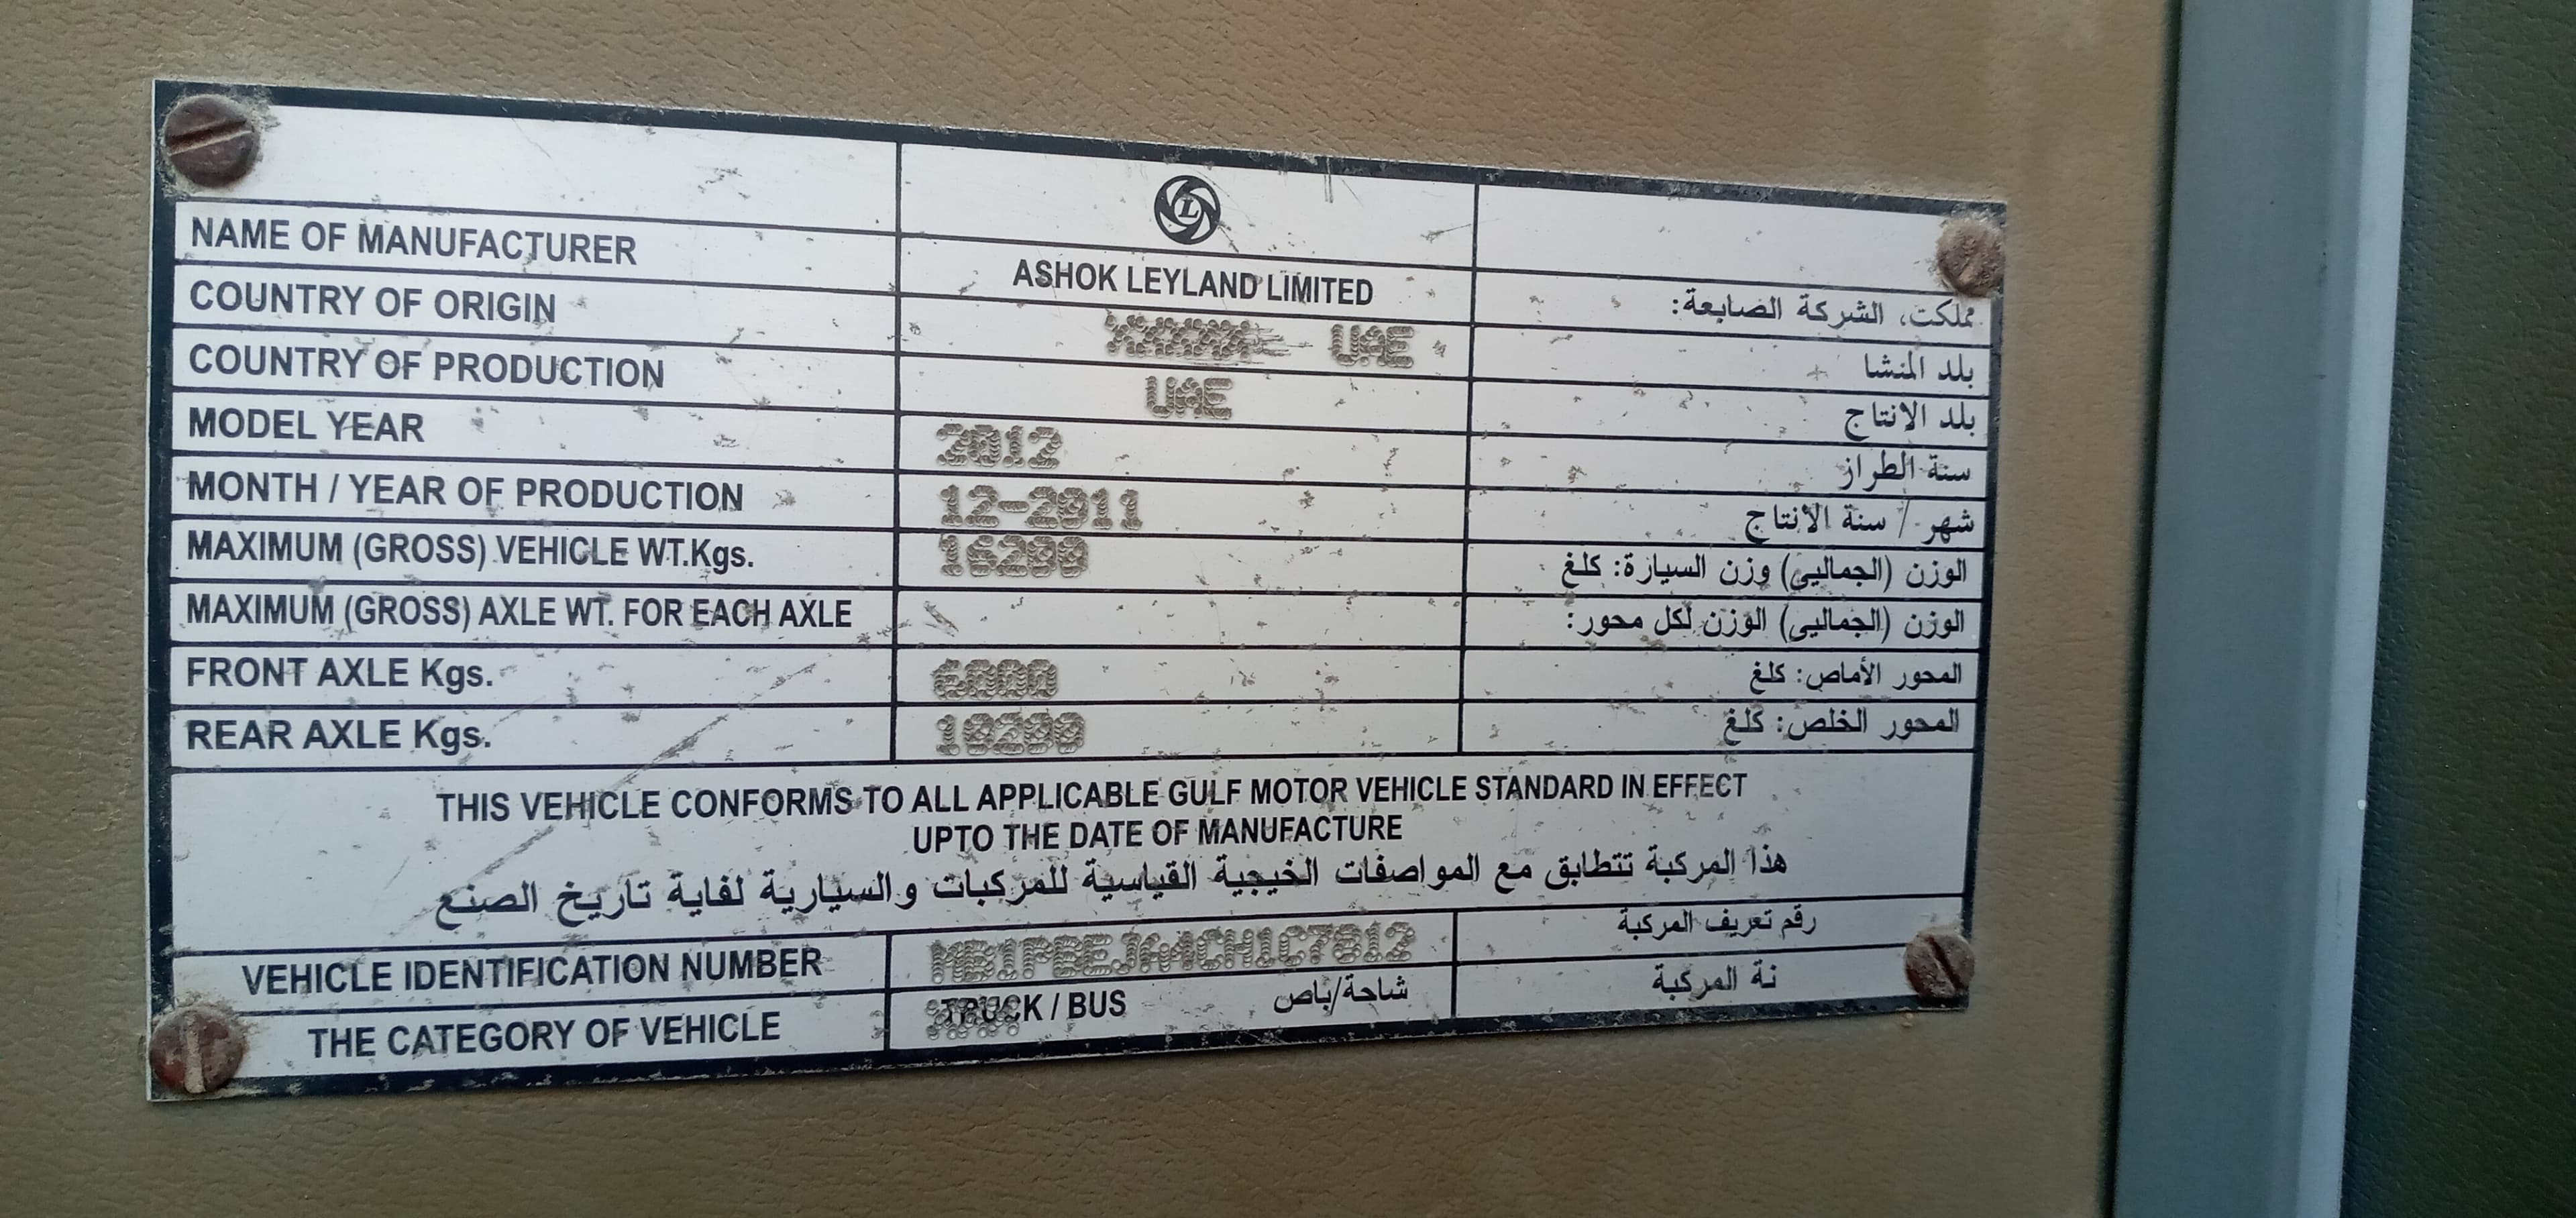 L
NAME OF MANUFACTURER ASHOK LEYLAND LIMITED مملكت، الشركة الصابعة:
COUNTRY OF ORIGIN UAE بلد المنشا
COUNTRY OF PRODUCTION UAE بلد الانتاج
MODEL YEAR 2012 سنة الطراز
MONTH / YEAR OF PRODUCTION 12-2011 شهر / سنة الانتاج
MAXIMUM (GROSS) VEHICLE WT.Kgs. 16200 الوزن (الجماليى) وزن السيارة: كلغ
MAXIMUM (GROSS) AXLE WT. FOR EACH AXLE الوزن (الجماليى) الوزن لكل محور:
FRONT AXLE Kgs. 6000 المحور الأماص: كلغ
REAR AXLE Kgs. 10200 المحور الخلص: كلغ
THIS VEHICLE CONFORMS TO ALL APPLICABLE GULF MOTOR VEHICLE STANDARD IN EFFECT
UPTO THE DATE OF MANUFACTURE
هذا المركبة تتطابق مع المواصفات الخيجية القياسية للمركبات والسيارية لفاية تاريخ الصنع
VEHICLE IDENTIFICATION NUMBER MB1PBEJA4CH1C7812 رقم تعريف المركبة
THE CATEGORY OF VEHICLE TRUCK / BUS شاحة/باص نة المركبة